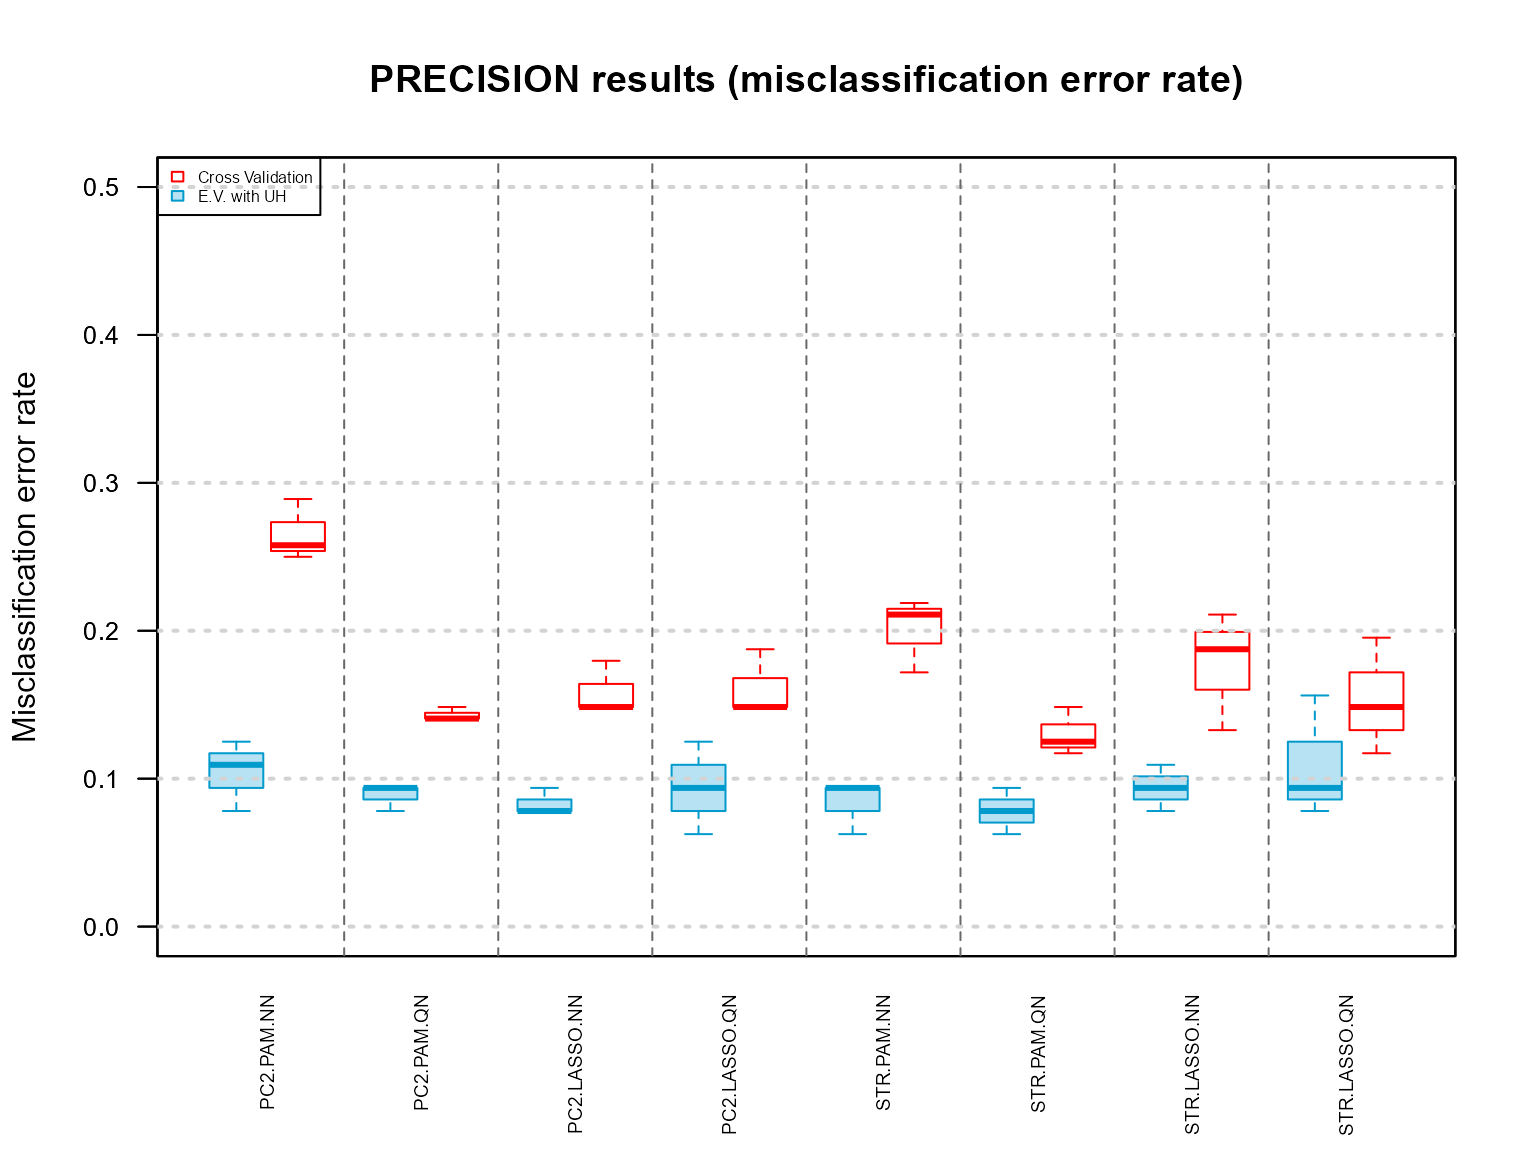 PRECISION results (misclassification error rate)
Cross Validation
E.V. with UH
0.5
0.4
0.3
0.2
0.1
0.0
Misclassification error rate
PC2.PAM.NN
PC2.PAM.QN
PC2.LASSO.NN
PC2.LASSO.QN
STR.PAM.NN
STR.PAM.QN
STR.LASSO.NN
STR.LASSO.QN